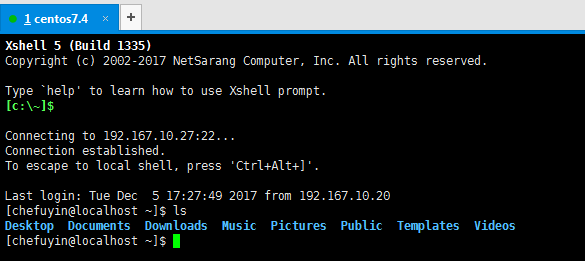 1 centos7.4 × +
Xshell 5 (Build 1335)
Copyright (c) 2002-2017 NetSarang Computer, Inc. All rights reserved.
Type `help' to learn how to use Xshell prompt.
[c:\~]$
Connecting to 192.167.10.27:22...
Connection established.
To escape to local shell, press 'Ctrl+Alt+]'.
Last login: Tue Dec  5 17:27:49 2017 from 192.167.10.20
[chefuyin@localhost ~]$ ls
Desktop  Documents  Downloads  Music  Pictures  Public  Templates  Videos
[chefuyin@localhost ~]$